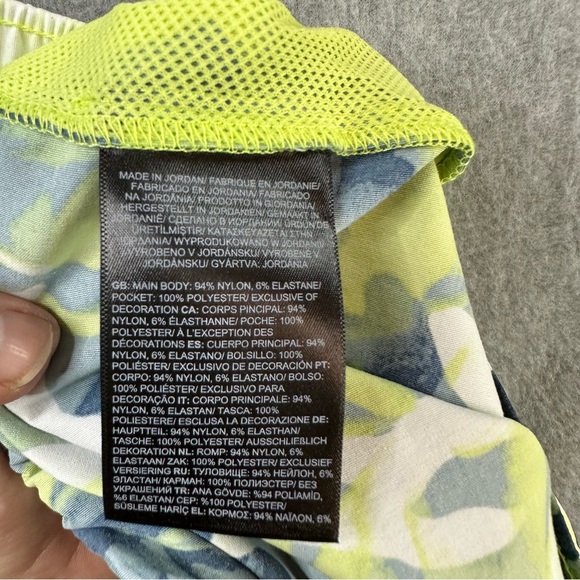 MADE IN JORDAN/ FABRIQUE EN JORDANIE/
FABRICADO EN JORDANIA/ FABRICADO
NA JORDÂNIA/ PRODOTTO IN GIORDANIA/
HERGESTELLT IN JORDANIEN/ GEMAAKT IN
JORDANIË/ СДЕЛАНО В ИОРДАНИИ/ ÜRDÜN'DE
ÜRETİLMİŞTİR/ ΚΑΤΑΣΚΕΥΑΖΕΤΑΙ ΣΤΗΝ
ΙΟΡΔΑΝΙΑ/ WYPRODUKOWANO W JORDANII/
VYROBENO V JORDÁNSKU/ VYROBENÉ V
JORDÁNSKU/ GYÁRTVA: JORDÁNIA
GB: MAIN BODY: 94% NYLON, 6% ELASTANE/
POCKET: 100% POLYESTER/ EXCLUSIVE OF
DECORATION CA: CORPS PRINCIPAL: 94%
NYLON, 6% ÉLASTHANNE/ POCHE: 100%
POLYESTER/ À L'EXCEPTION DES
DÉCORATIONS ES: CUERPO PRINCIPAL: 94%
NYLON, 6% ELASTANO/ BOLSILLO: 100%
POLIÉSTER/ EXCLUSIVO DE DECORACIÓN PT:
CORPO: 94% NYLON, 6% ELASTANO/ BOLSO:
100% POLIÉSTER/ EXCLUSIVO PARA
DECORAÇÃO IT: CORPO PRINCIPALE: 94%
NYLON, 6% ELASTAN/ TASCA: 100%
POLIESTERE/ ESCLUSA LA DECORAZIONE DE:
HAUPTTEIL: 94% NYLON, 6% ELASTHAN/
TASCHE: 100% POLYESTER/ AUSSCHLIEẞLICH
DEKORATION NL: ROMP: 94% NYLON, 6%
ELASTAAN/ ZAK: 100% POLYESTER/ EXCLUSIEF
VERSIERING RU: ТУЛОВИЩЕ: 94% НЕЙЛОН, 6%
ЭЛАСТАН/ КАРМАН: 100% ПОЛИЭСТЕР/ БЕЗ
УКРАШЕНИЙ TR: ANA GÖVDE: %94 POLİAMİD,
%6 ELASTAN/ CEP: %100 POLYESTER/
SÜSLEME HARİÇ EL: ΚΟΡΜΟΣ: 94% ΝΑΪΛΟΝ, 6%